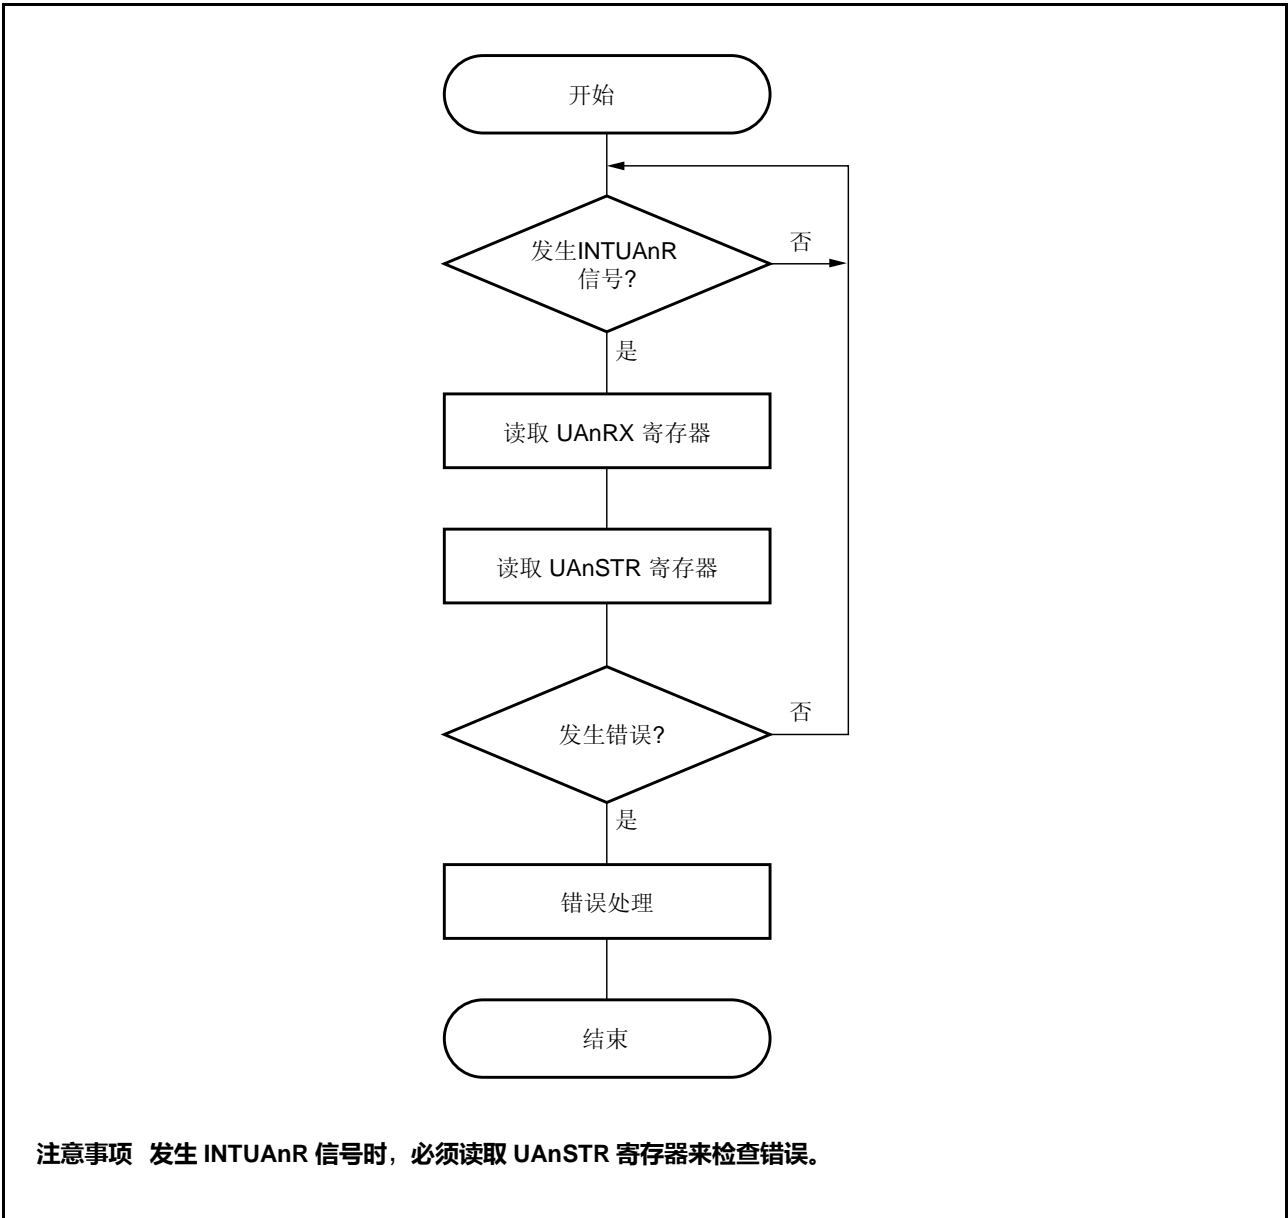 开始
发生INTUAnR
信号?
否
是
读取 UAnRX 寄存器
读取 UAnSTR 寄存器
发生错误?
否
是
错误处理
结束
注意事项 发生 INTUAnR 信号时，必须读取 UAnSTR 寄存器来检查错误。